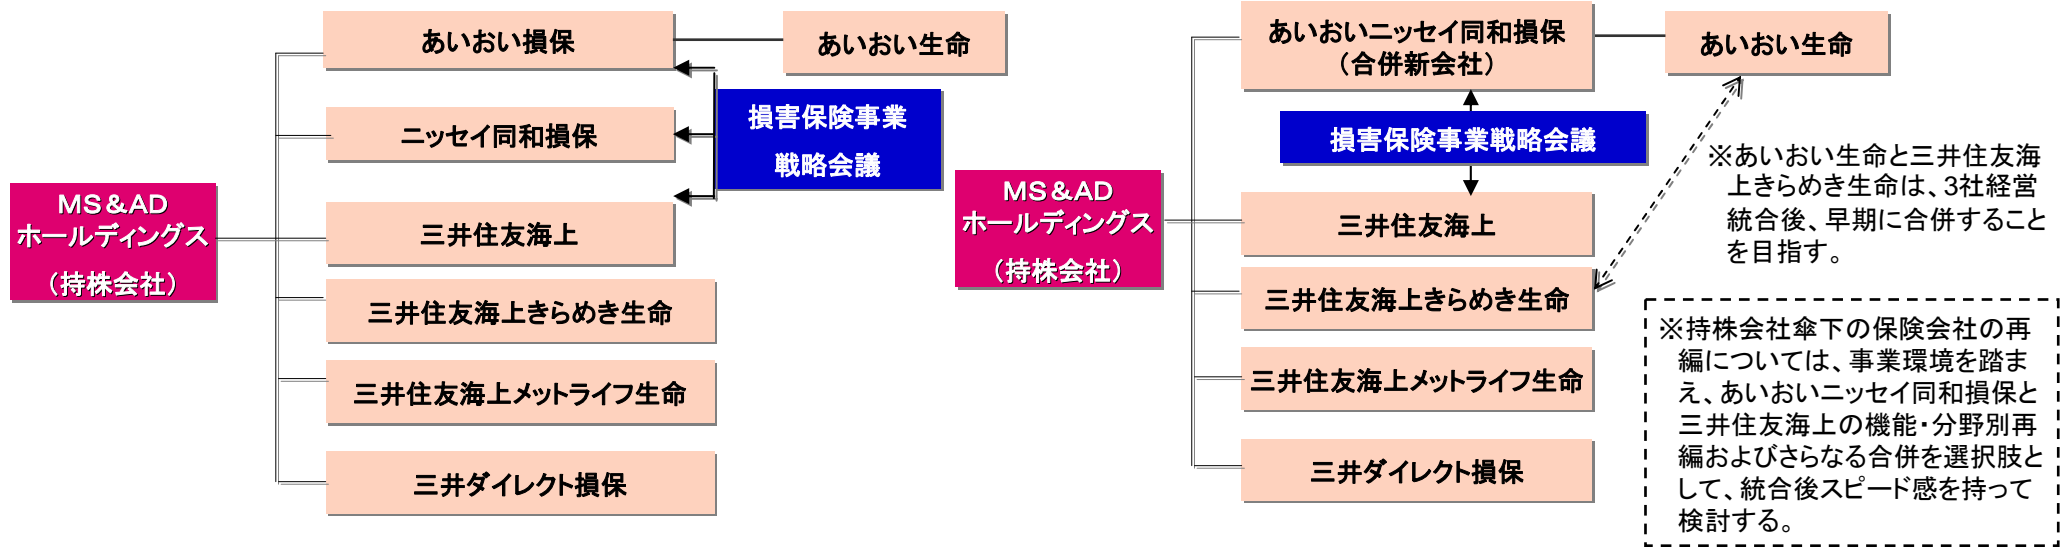 あいおい損保
あいおい生命
ニッセイ同和損保
損害保険事業
戦略会議
MS&AD
ホールディングス
（持株会社）
三井住友海上
三井住友海上きらめき生命
三井住友海上メットライフ生命
三井ダイレクト損保
あいおいニッセイ同和損保
（合併新会社）
あいおい生命
損害保険事業戦略会議
MS&AD
ホールディングス
（持株会社）
三井住友海上
三井住友海上きらめき生命
三井住友海上メットライフ生命
三井ダイレクト損保
※あいおい生命と三井住友海
上きらめき生命は、3社経営
統合後、早期に合併すること
を目指す。
※持株会社傘下の保険会社の再
編については、事業環境を踏ま
え、あいおいニッセイ同和損保と
三井住友海上の機能・分野別再
編およびさらなる合併を選択肢と
して、統合後スピード感を持って
検討する。